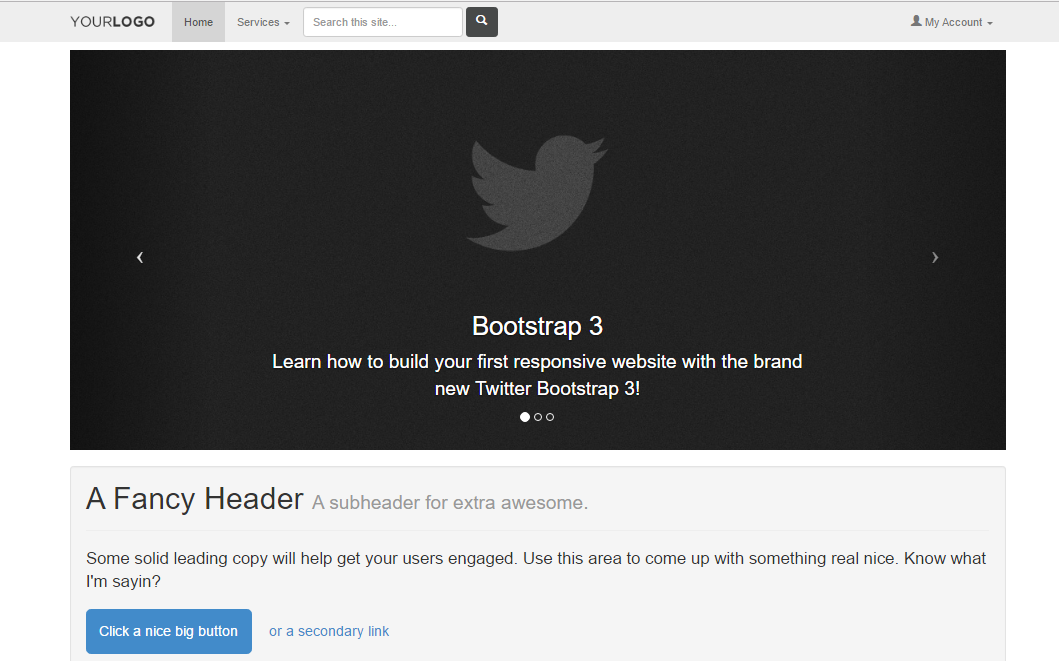 YOURLOGO Home Services Search this site... My Account
Bootstrap 3
Learn how to build your first responsive website with the brand
new Twitter Bootstrap 3!
A Fancy Header A subheader for extra awesome.
Some solid leading copy will help get your users engaged. Use this area to come up with something real nice. Know what
I'm sayin?
Click a nice big button or a secondary link